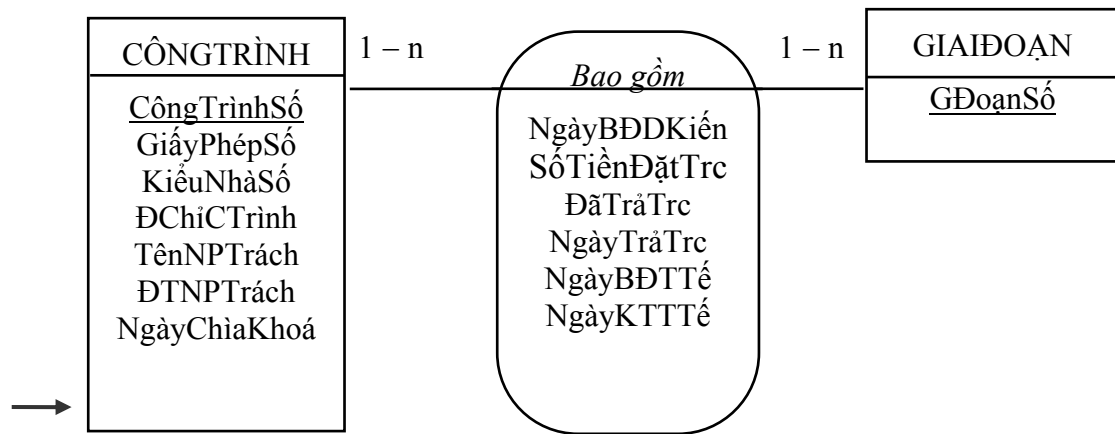 CÔNGTRÌNH
CôngTrìnhSố
GiấyPhépSố
KiểuNhàSố
ĐChỉCTrình
TênNPTrách
ĐTNPTrách
NgàyChìaKhoá
1 – n
Bao gồm
NgàyBĐDKiến
SốTiềnĐặtTrc
ĐãTrảTrc
NgàyTrảTrc
NgàyBĐTTế
NgàyKTTTế
1 – n
GIAIĐOẠN
GĐoạnSố